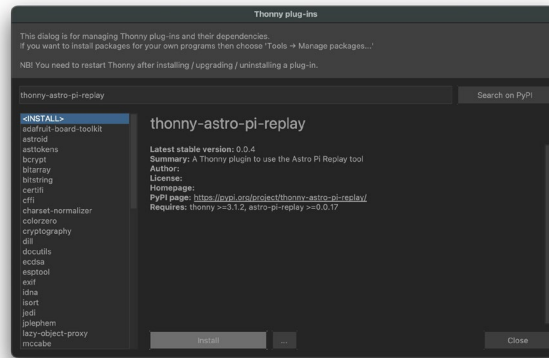 Thonny plug-ins
This dialog is for managing Thonny plug-ins and their dependencies.
If you want to install packages for your own programs then choose 'Tools → Manage packages...'
NB! You need to restart Thonny after installing / upgrading / uninstalling a plug-in.
thonny-astro-pi-replay
Search on PyPI
<INSTALL>
adafruit-board-toolkit
astroid
asttokens
bcrypt
bitarray
bitstring
certifi
cffi
charset-normalizer
colorzero
cryptography
dill
docutils
ecdsa
esptool
exif
idna
isort
jedi
jplephem
lazy-object-proxy
mccabe
thonny-astro-pi-replay
Latest stable version: 0.0.4
Summary: A Thonny plugin to use the Astro Pi Replay tool
Author:
License:
Homepage:
PyPI page: https://pypi.org/project/thonny-astro-pi-replay/
Requires: thonny >=3.1.2, astro-pi-replay >=0.0.17
Install
...
Close